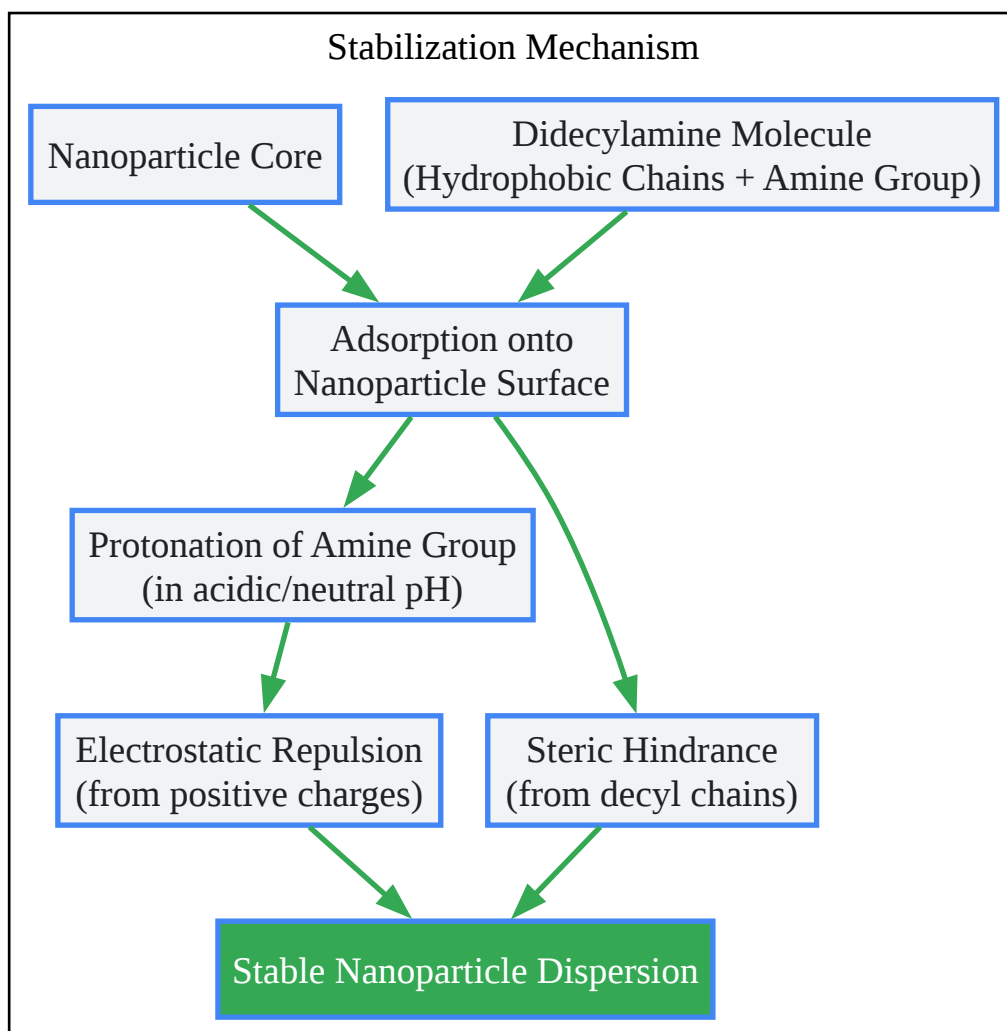 Stabilization Mechanism
Nanoparticle Core
Didecylamine Molecule
(Hydrophobic Chains + Amine Group)
Adsorption onto
Nanoparticle Surface
Protonation of Amine Group
(in acidic/neutral pH)
Electrostatic Repulsion
(from positive charges)
Steric Hindrance
(from decyl chains)
Stable Nanoparticle Dispersion